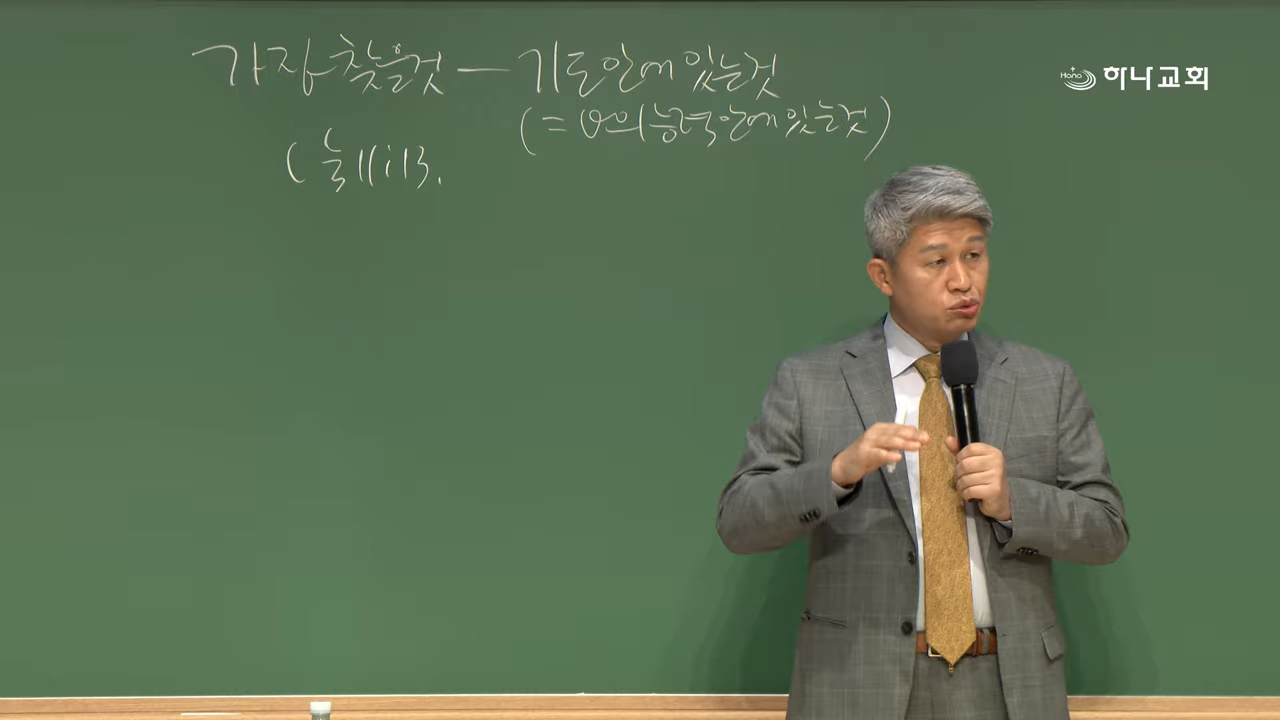 가장 찾을것 — 기도안에 있는것
(= 의 능력안에 있는것)
(눅11:13.
Hana 하나교회